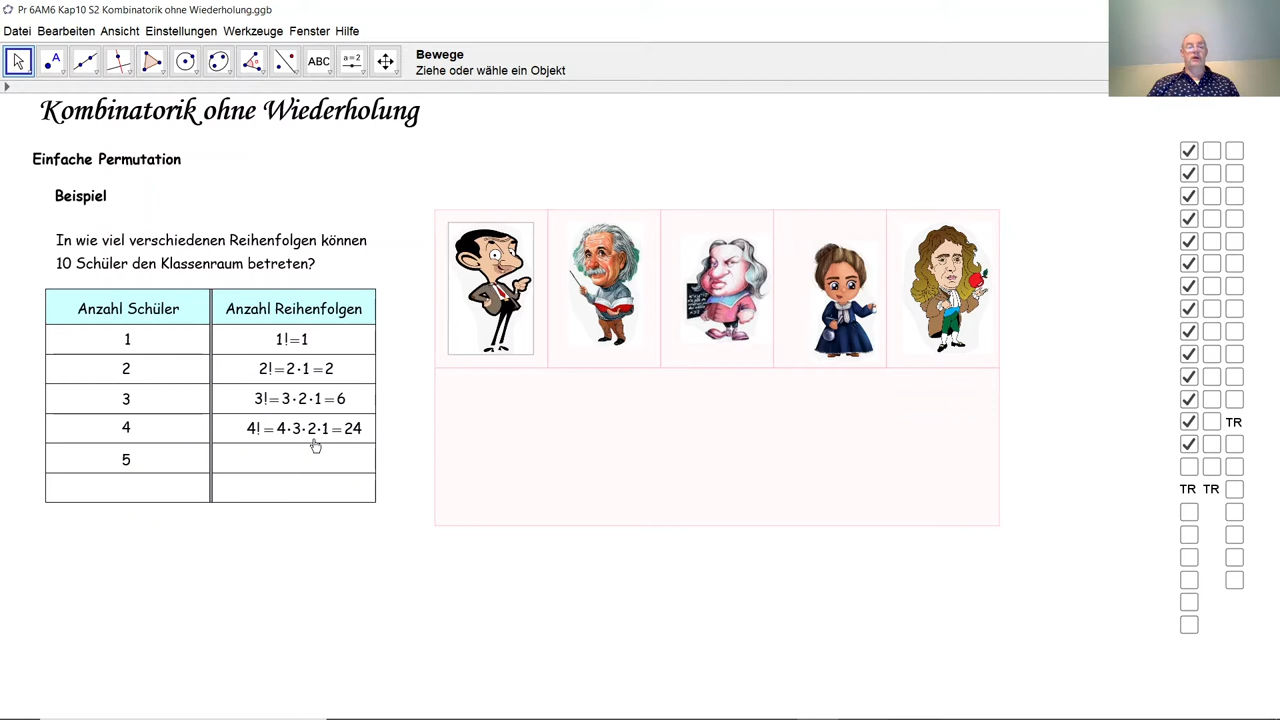 Pr 6AM6 Kap10 S2 Kombinatorik ohne Wiederholung.ggb
Datei Bearbeiten Ansicht Einstellungen Werkzeuge Fenster Hilfe
A
ABC
a=2
Bewege
Ziehe oder wähle ein Objekt
Kombinatorik ohne Wiederholung
Einfache Permutation
Beispiel
In wie viel verschiedenen Reihenfolgen können
10 Schüler den Klassenraum betreten?
Anzahl Schüler Anzahl Reihenfolgen
1 1!=1
2 2!=2·1=2
3 3!=3·2·1=6
4 4!=4·3·2·1=24
5
TR
TR TR